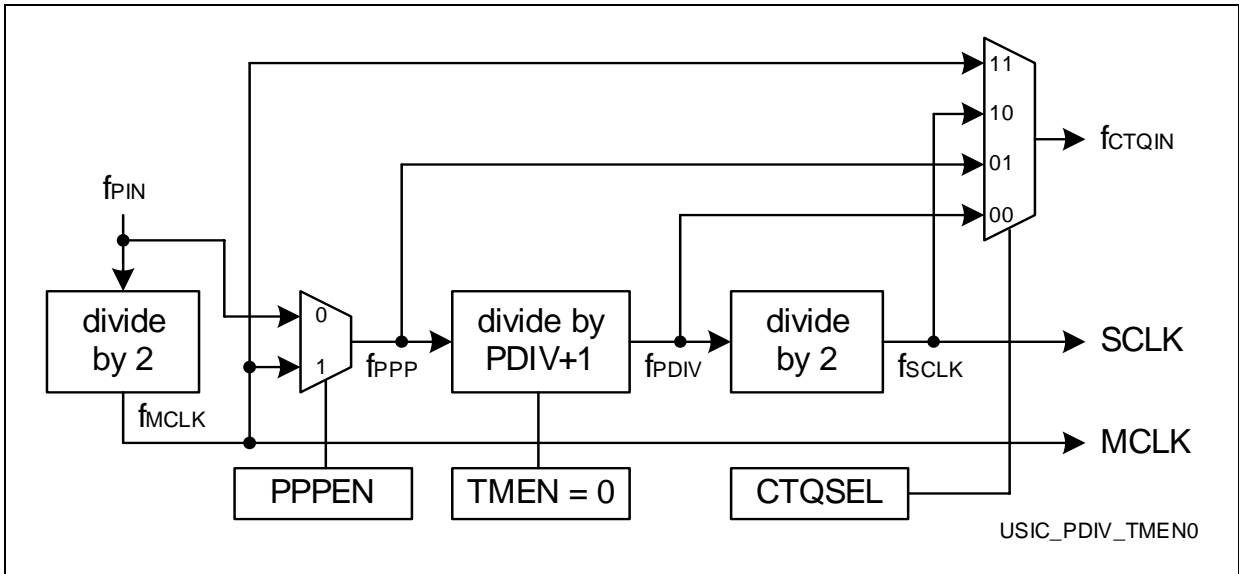 11
10
fCTQIN
01
fPIN
00
divide
by 2
0
1
fPPP
divide by
PDIV+1
fPDIV
divide
by 2
fSCLK
SCLK
fMCLK
MCLK
PPPEN
TMEN = 0
CTQSEL
USIC_PDIV_TMEN0